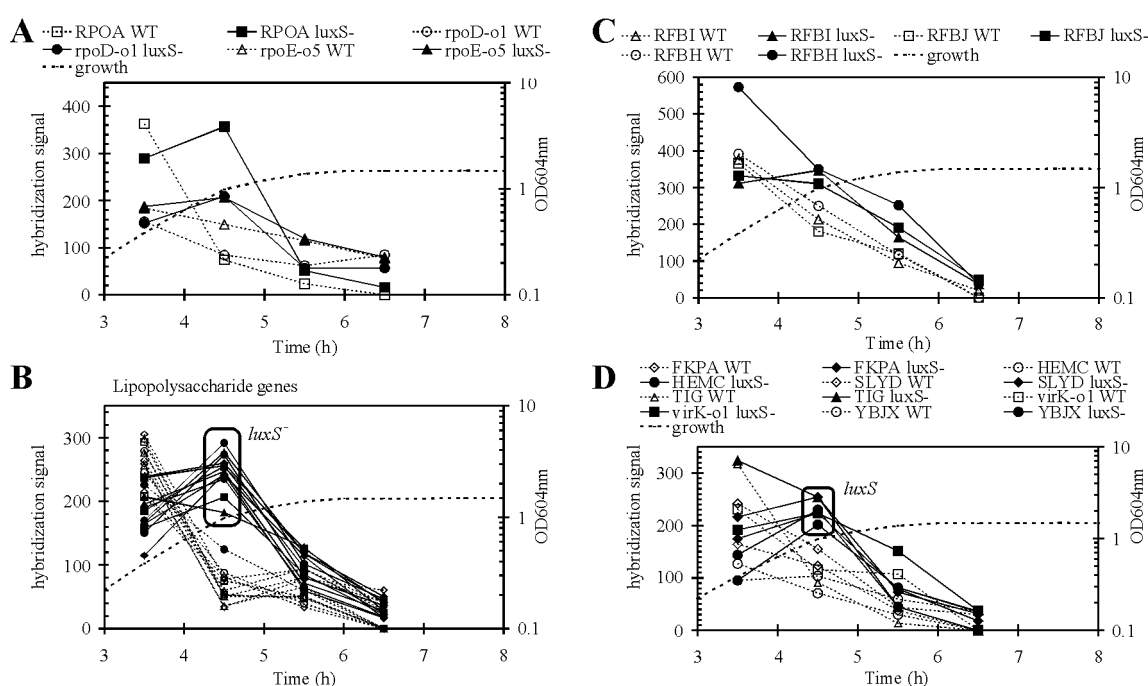 A
RPOA WT RPOA luxS- rpoD-o1 WT
rpoD-o1 luxS- rpoE-o5 WT rpoE-o5 luxS-
growth
hybridization signal
400
300
200
100
0
10
1
0.1
OD604nm
3 4 5 6 7 8
Time (h)
B
Lipopolysaccharide genes
luxS-
hybridization signal
300
200
100
0
10
1
0.1
OD604nm
3 4 5 6 7 8
Time (h)
C
RFBI WT RFBI luxS- RFBJ WT RFBJ luxS-
RFBH WT RFBH luxS- growth
hybridization signal
600
500
400
300
200
100
0
10
1
0.1
OD604nm
3 4 5 6 7 8
Time (h)
D
FKPA WT FKPA luxS- HEMC WT
HEMC luxS- SLYD WT SLYD luxS-
TIG WT TIG luxS- virK-o1 WT
virK-o1 luxS- YBJX WT YBJX luxS-
growth
luxS
hybridization signal
300
200
100
0
10
1
0.1
OD604nm
3 4 5 6 7 8
Time (h)